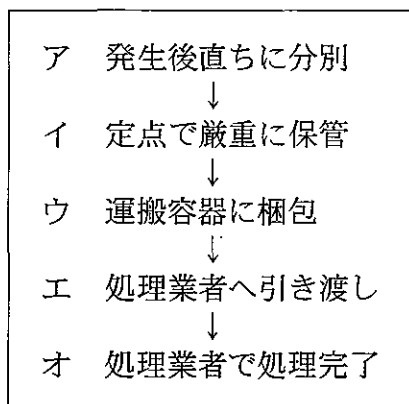 ア 発生後直ちに分別
↓
イ 定点で厳重に保管
↓
ウ 運搬容器に梱包
↓
エ 処理業者へ引き渡し
↓
オ 処理業者で処理完了